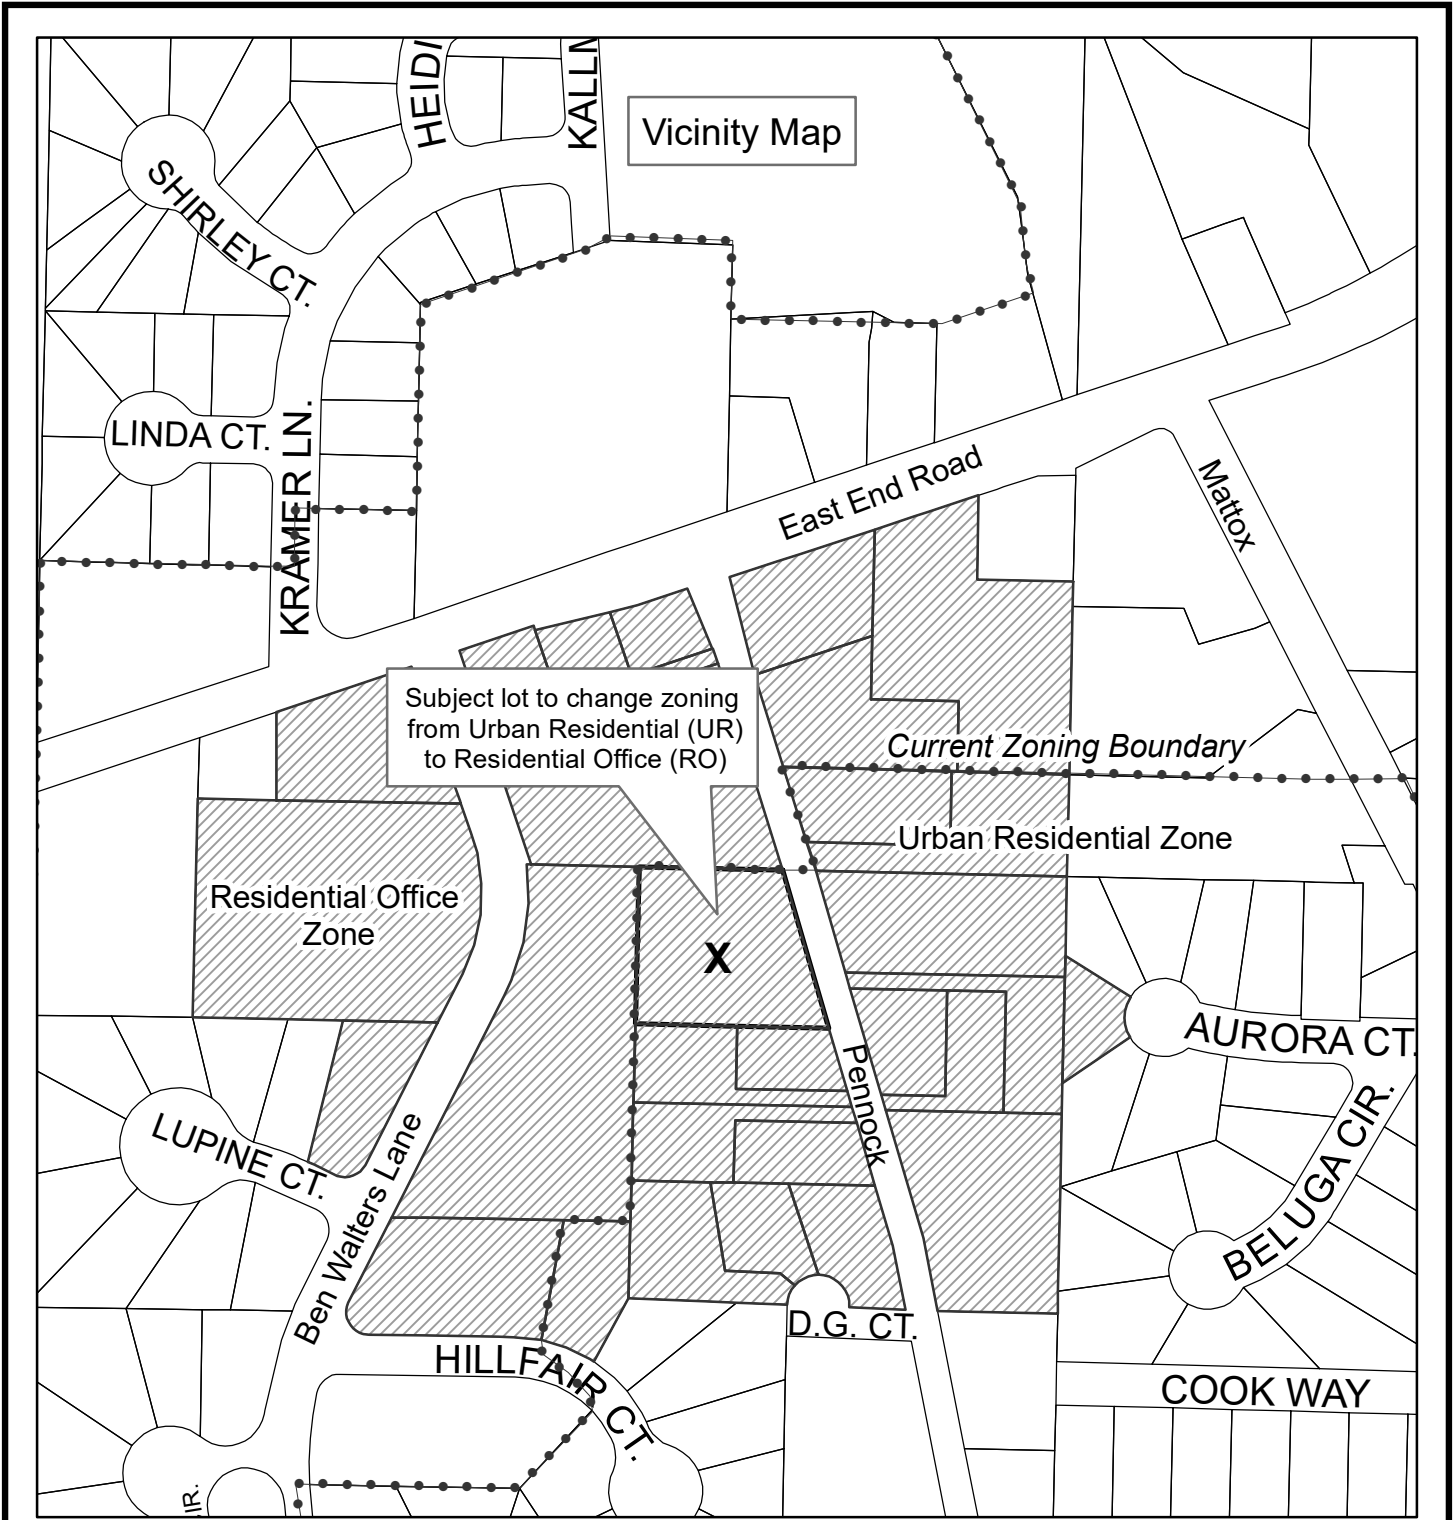 HEIDI
KALLN
Vicinity Map
SHIRLEY CT.
LINDA CT.
KRAMER LN.
East End Road
Mattox
Subject lot to change zoning
from Urban Residential (UR)
to Residential Office (RO)
Current Zoning Boundary
Urban Residential Zone
Residential Office
Zone
X
AURORA CT.
Pennock
LUPINE CT.
BELUGA CIR.
Ben Walters Lane
D.G. CT.
HILLFAIR CT.
COOK WAY
IR.